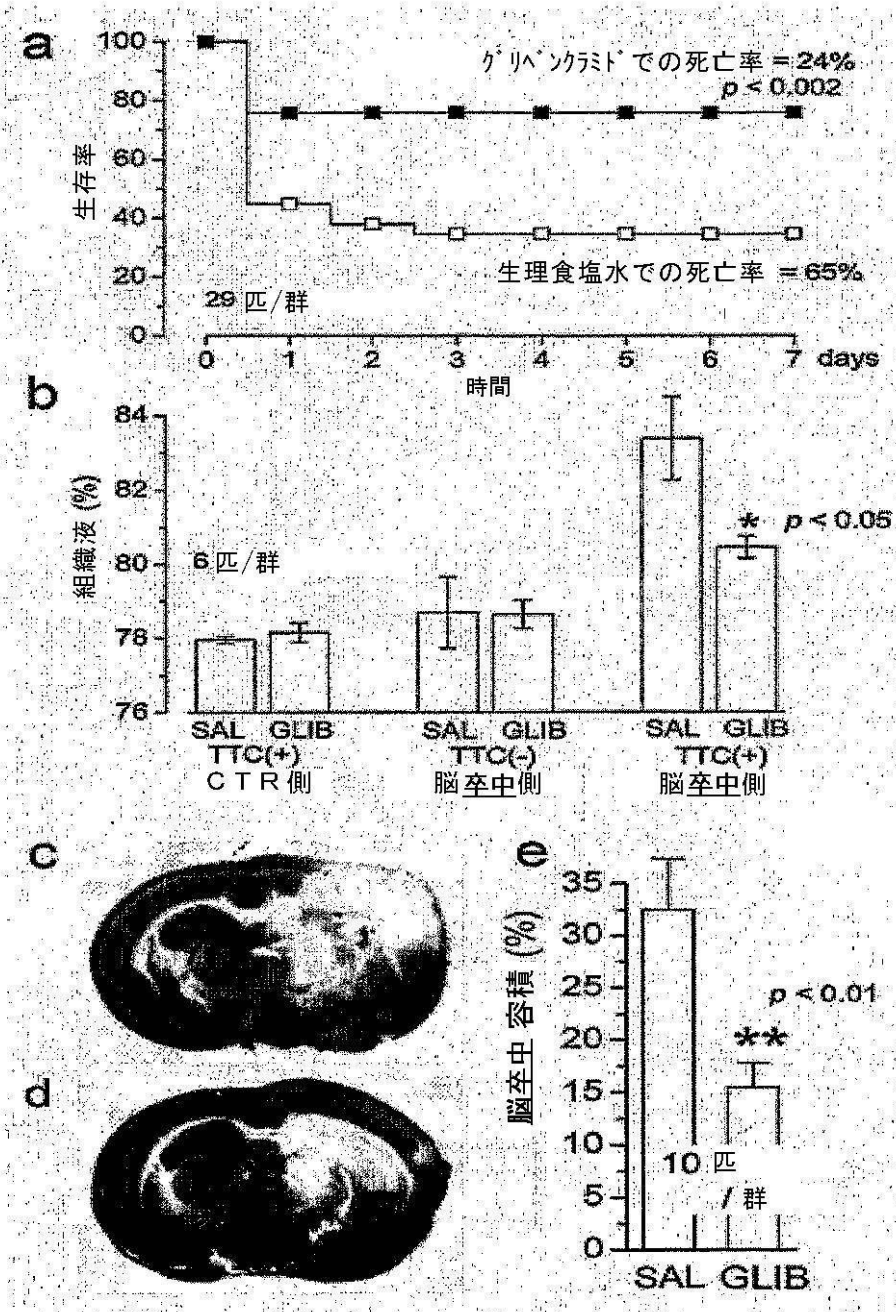 a
100
80
60
40
20
0
生存率
グリベンクラミドでの死亡率 = 24%
p < 0.002
生理食塩水での死亡率 = 65%
29 匹/群
0 1 2 3 4 5 6 7 days
時間
b
84
82
80
78
76
組織液 (%)
6 匹/群
* p < 0.05
SAL GLIB SAL GLIB SAL GLIB
TTC(+) TTC(-) TTC(+)
CTR側 脳卒中側 脳卒中側
c
d
e
35
30
25
20
15
10
5
0
脳卒中 容積 (%)
p < 0.01
**
10 匹
/ 群
SAL GLIB